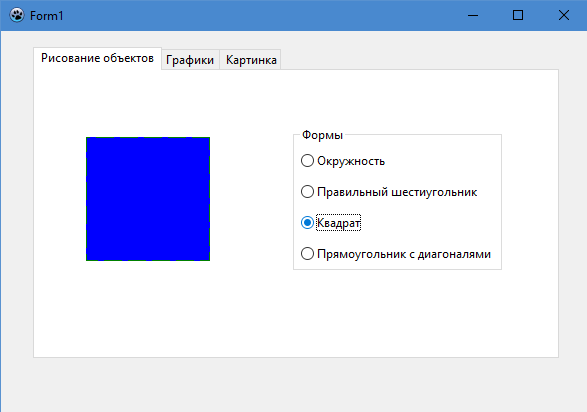 Form1
Рисование объектов Графики Картинка
Формы
Окружность
Правильный шестиугольник
Квадрат
Прямоугольник с диагоналями